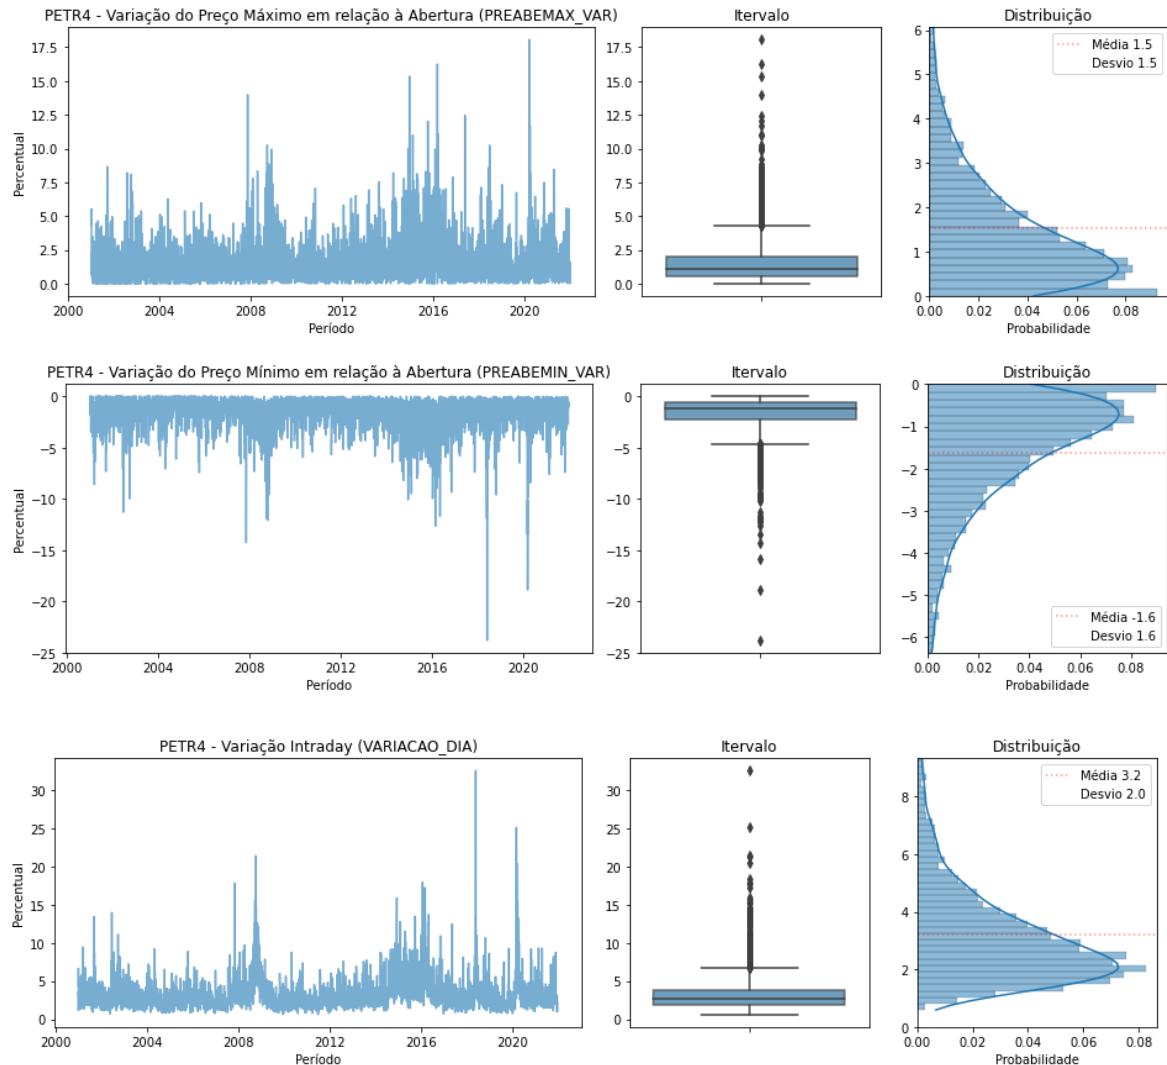 PETR4 - Variação do Preço Máximo em relação à Abertura (PREABEMAX_VAR)
Itervalo
Distribuição
17.5
15.0
12.5
10.0
7.5
5.0
2.5
0.0
Percentual
2000 2004 2008 2012 2016 2020
Período
17.5
15.0
12.5
10.0
7.5
5.0
2.5
0.0
6
5
4
3
2
1
0
Média 1.5
Desvio 1.5
0.00 0.02 0.04 0.06 0.08
Probabilidade
PETR4 - Variação do Preço Mínimo em relação à Abertura (PREABEMIN_VAR)
Itervalo
Distribuição
0
−5
−10
−15
−20
−25
Percentual
2000 2004 2008 2012 2016 2020
Período
0
−5
−10
−15
−20
−25
0
−1
−2
−3
−4
−5
−6
Média -1.6
Desvio 1.6
0.00 0.02 0.04 0.06 0.08
Probabilidade
PETR4 - Variação Intraday (VARIACAO_DIA)
Itervalo
Distribuição
30
25
20
15
10
5
0
Percentual
2000 2004 2008 2012 2016 2020
Período
30
25
20
15
10
5
0
8
6
4
2
0
Média 3.2
Desvio 2.0
0.00 0.02 0.04 0.06 0.08
Probabilidade